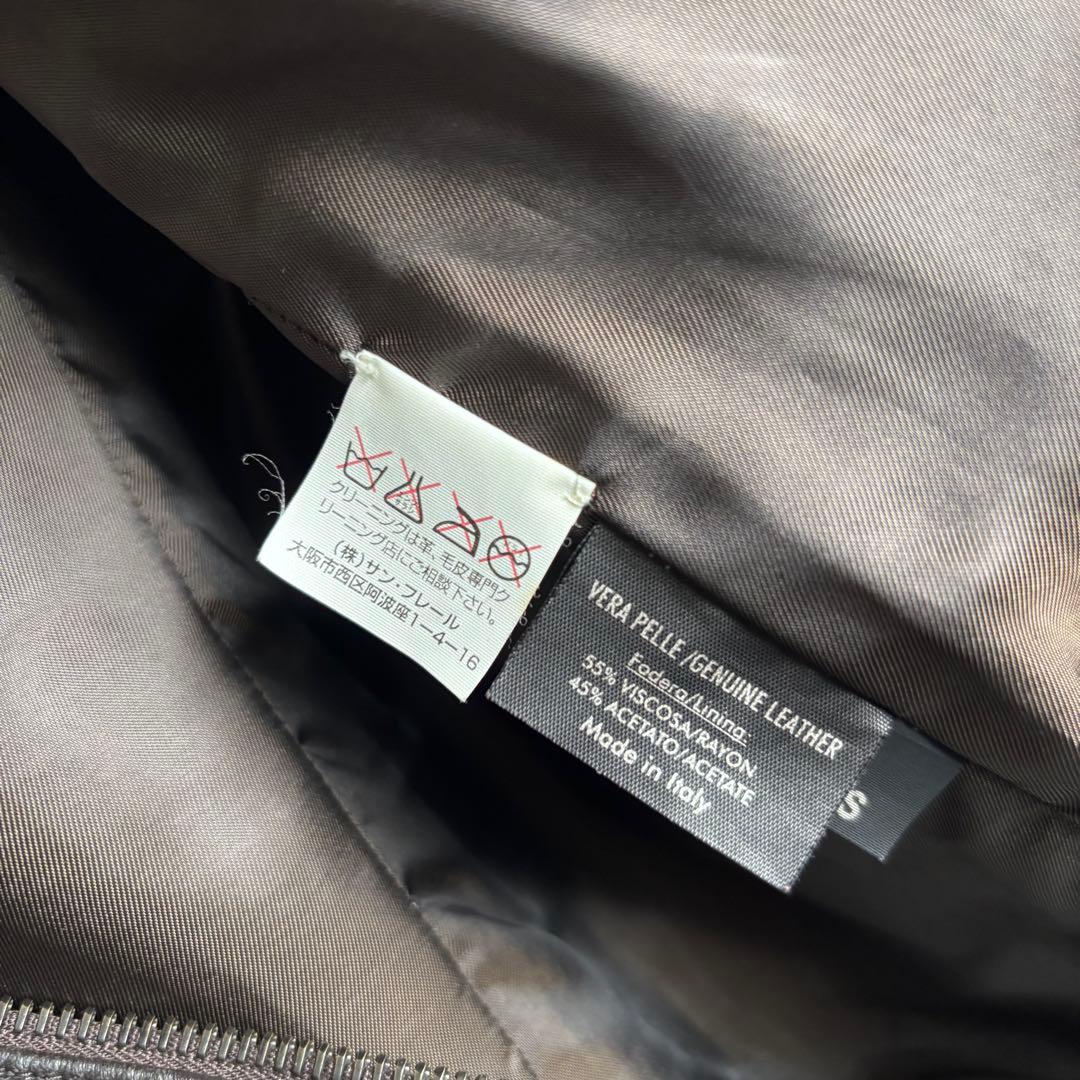 クリーニングは革、毛皮専門ク
リーニング店にご相談下さい。
(株)サン・フレール
大阪市西区阿波座1-4-16
VERA PELLE/GENUINE LEATHER
Fodera/Lining:
55% VISCOSA/RAYON
45% ACETATO/ACETATE
Made in Italy
S